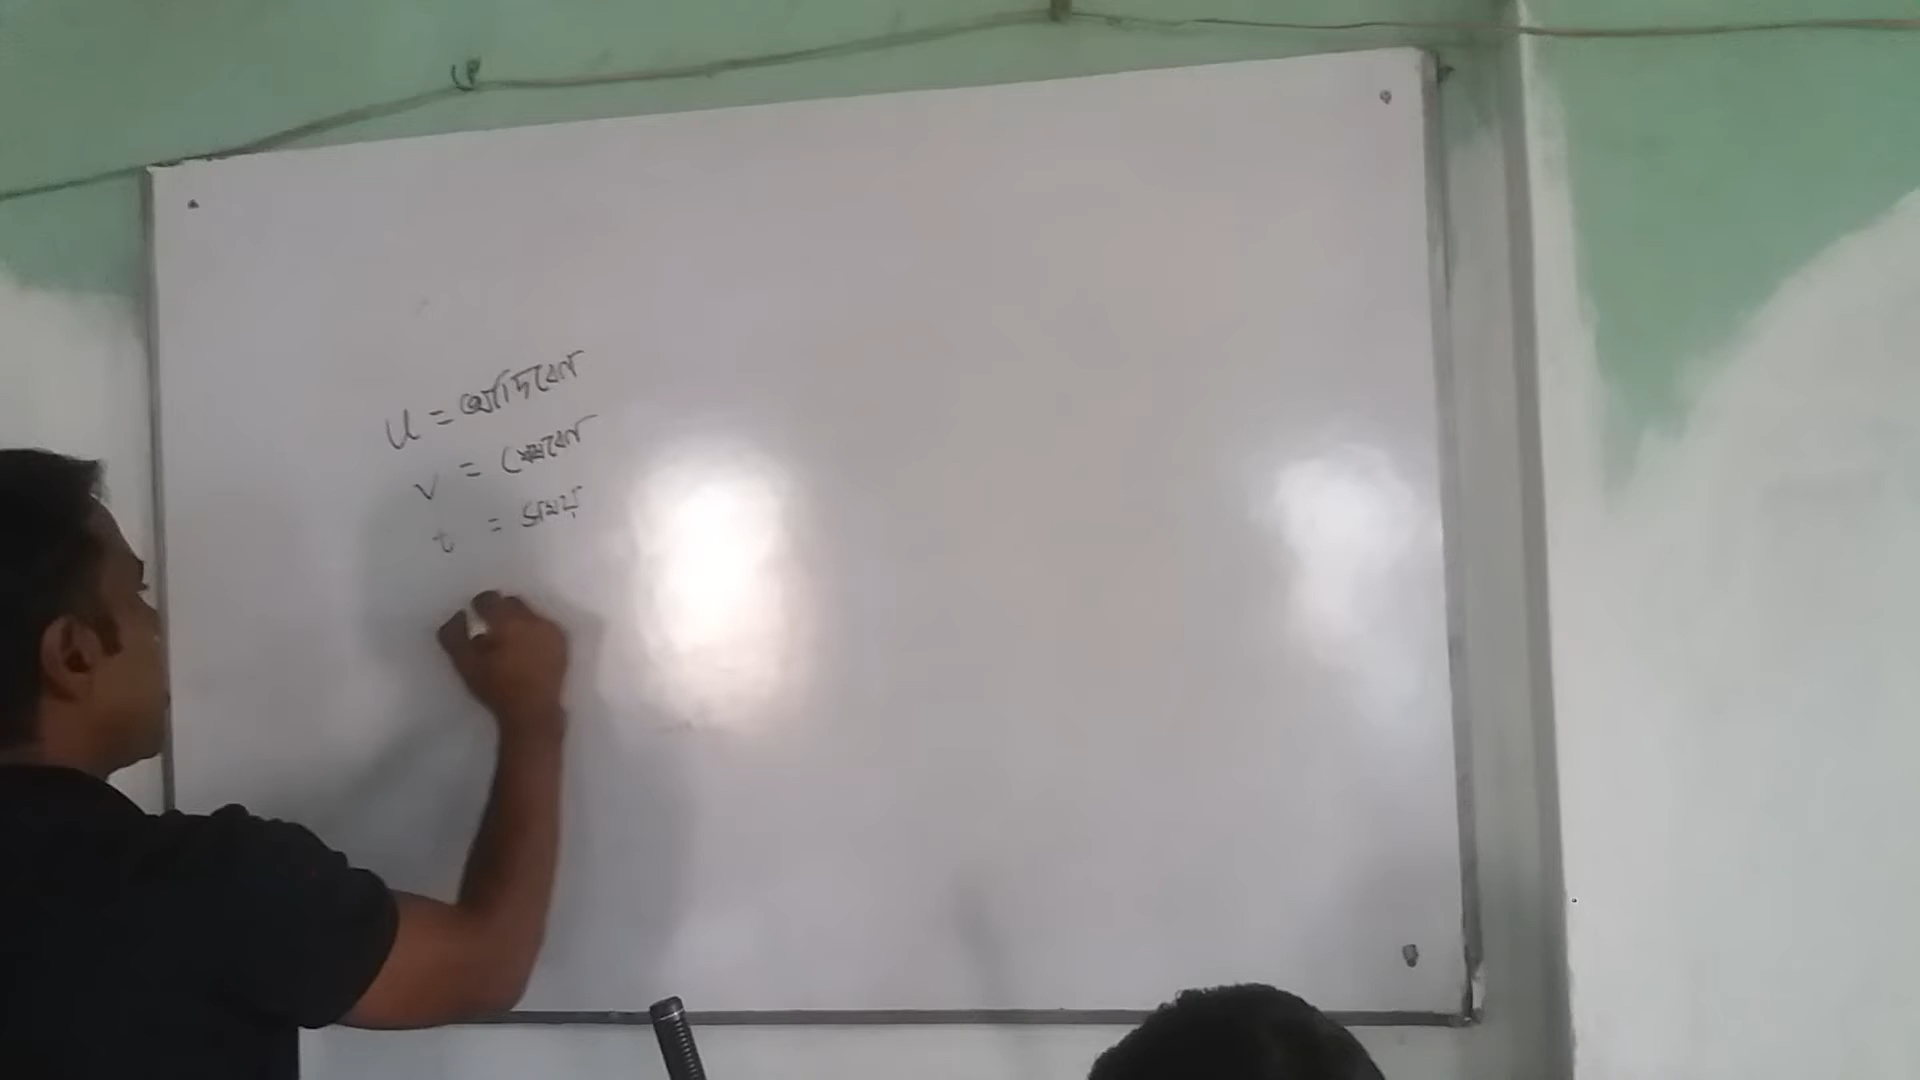 u = আদিবেগ
v = শেষবেগ
t = সময়